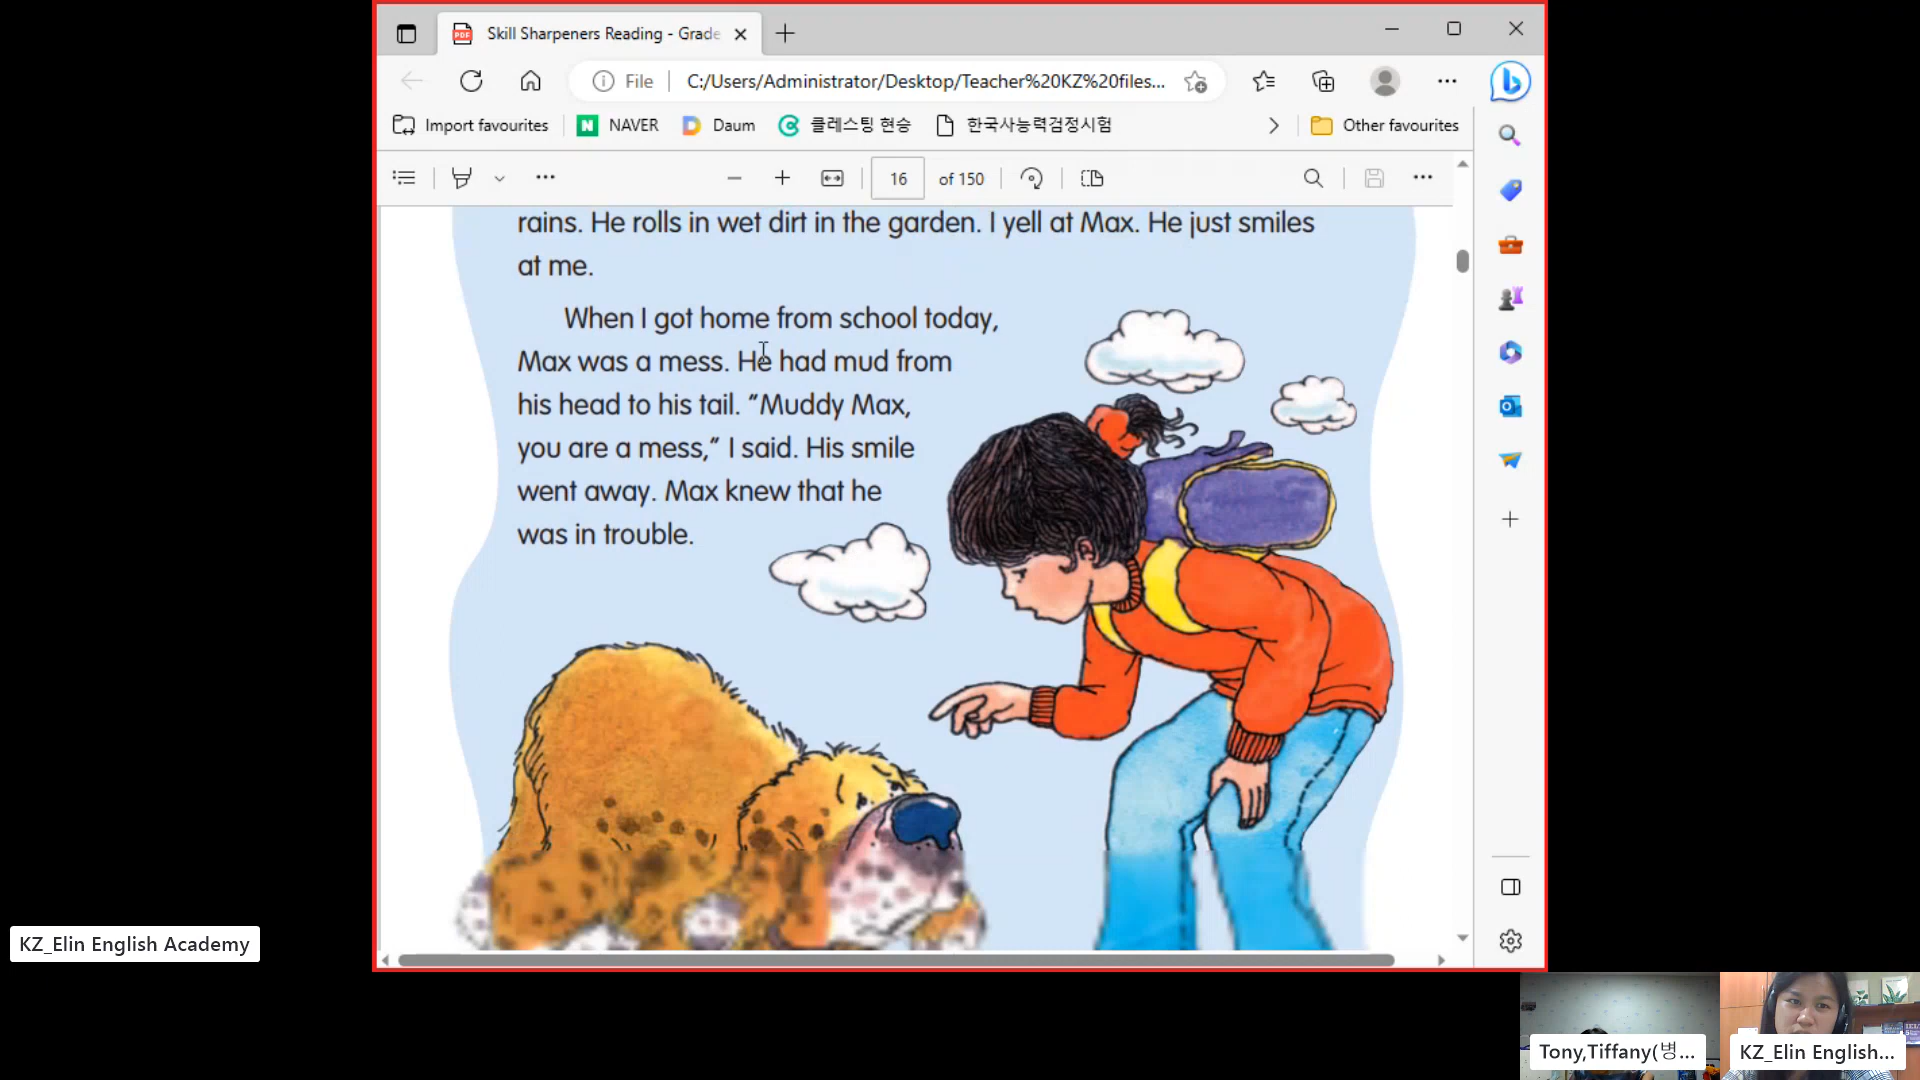 Skill Sharpeners Reading - Grade
File
C:/Users/Administrator/Desktop/Teacher%20KZ%20files...
Import favourites
NAVER
Daum
클레스팅 현승
한국사능력검정시험
Other favourites
16 of 150
rains. He rolls in wet dirt in the garden. I yell at Max. He just smiles
at me.
When I got home from school today,
Max was a mess. He had mud from
his head to his tail. “Muddy Max,
you are a mess,” I said. His smile
went away. Max knew that he
was in trouble.
KZ_Elin English Academy
Tony,Tiffany(병...
KZ_Elin English...